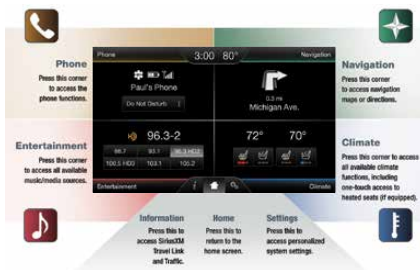 Phone
Press this corner
to access the
phone functions.
Entertainment
Press this corner
to access all available
music/media sources.
Phone
3:00 80°
Navigation
Paul's Phone
Do Not Disturb
0.3 mi
Michigan Ave.
96.3-2
96.7 93.1 96.3 HD2
100.5 HD3 103.1 105.2
72° 70°
Entertainment
i
Climate
Navigation
Press this corner
to access navigation
maps or directions.
Climate
Press this corner to access
all available climate
functions, including
one-touch access to
heated seats (if equipped).
Information
Press this to
access SiriusXM
Travel Link
and Traffic.
Home
Press this to
return to the
home screen.
Settings
Press this to
access personalized
system settings.